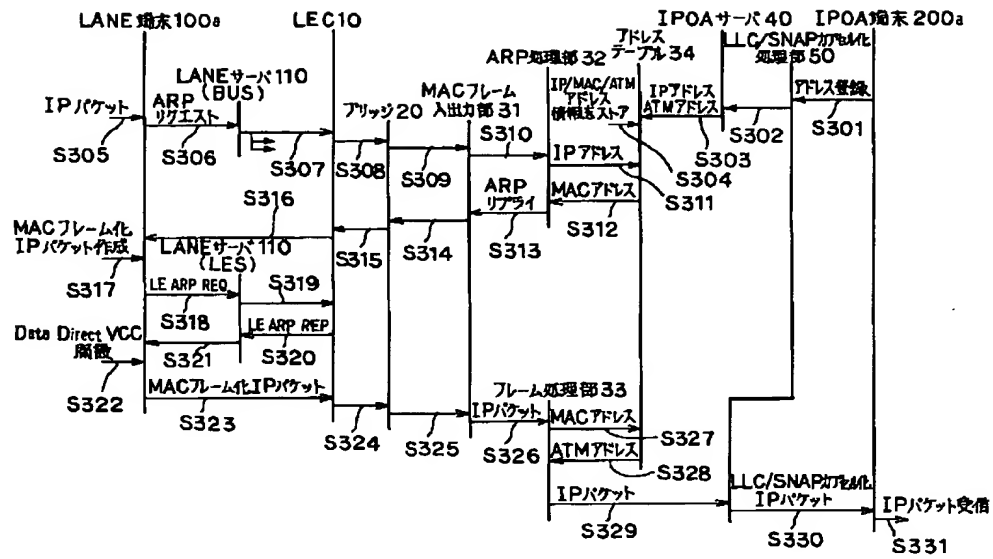 LANE端末100a
LEC10
IPOAサーバ40
IPOA端末200a
ARP処理部32
アドレス
テーブル34
LLC/SNAPカプセル化
処理部50
LANEサーバ110
(BUS)
ブリッジ20
MACフレーム
入出力部31
IP/MAC/ATM
アドレス
情報をストア
IPアドレス
ATMアドレス
アドレス登録
IPパケット
ARP
リクエスト
S301
S302
S303
S304
S305
S306
S307
S308
S309
S310
IPアドレス
S311
MACアドレス
S312
ARP
リプライ
S313
S314
S315
S316
MACフレーム化
IPパケット作成
S317
LANEサーバ110
(LES)
LE ARP REQ
S318
S319
LE ARP REP
S320
S321
Data Direct VCC
開設
S322
MACフレーム化IPパケット
S323
S324
S325
フレーム処理部33
IPパケット
S326
MACアドレス
S327
ATMアドレス
S328
IPパケット
S329
LLC/SNAPカプセル化
IPパケット
S330
IPパケット受信
S331